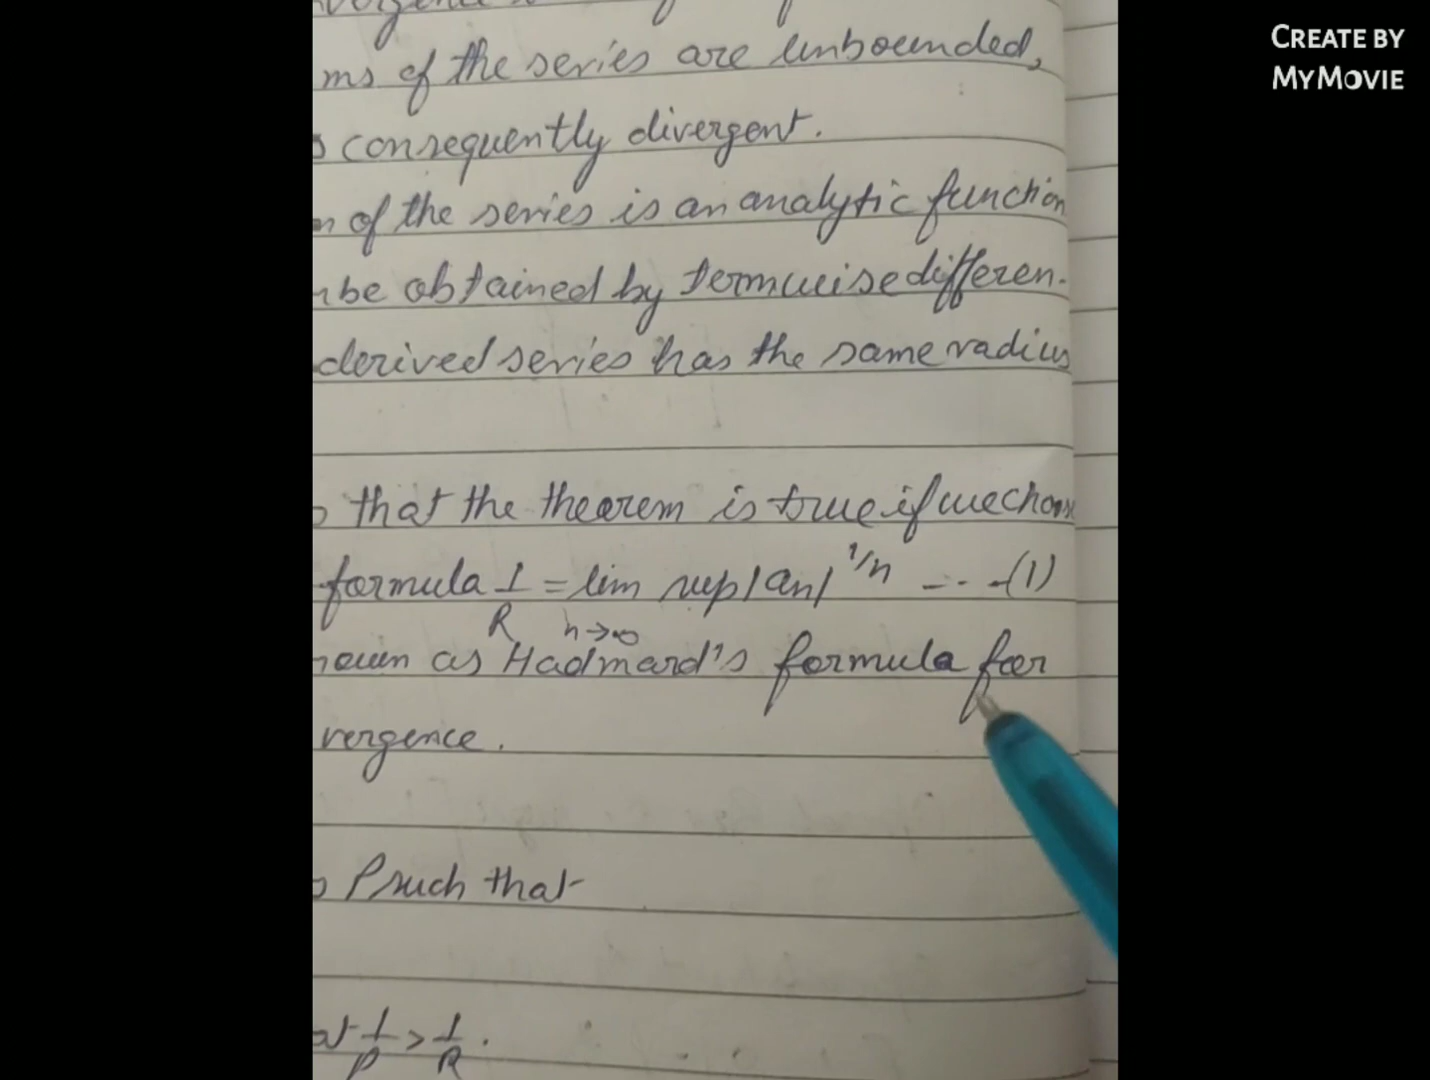 CREATE BY
MYMOVIE
ms of the series are unbounded,
consequently divergent.
of the series is an analytic function
be obtained by termwise differen-
derived series has the same radius
that the theorem is true if we choose
formula 1/R = lim n→∞ sup|an|^1/n -- --(1)
nown as Hadmard's formula for
vergence.
P such that
at 1/P > 1/R.